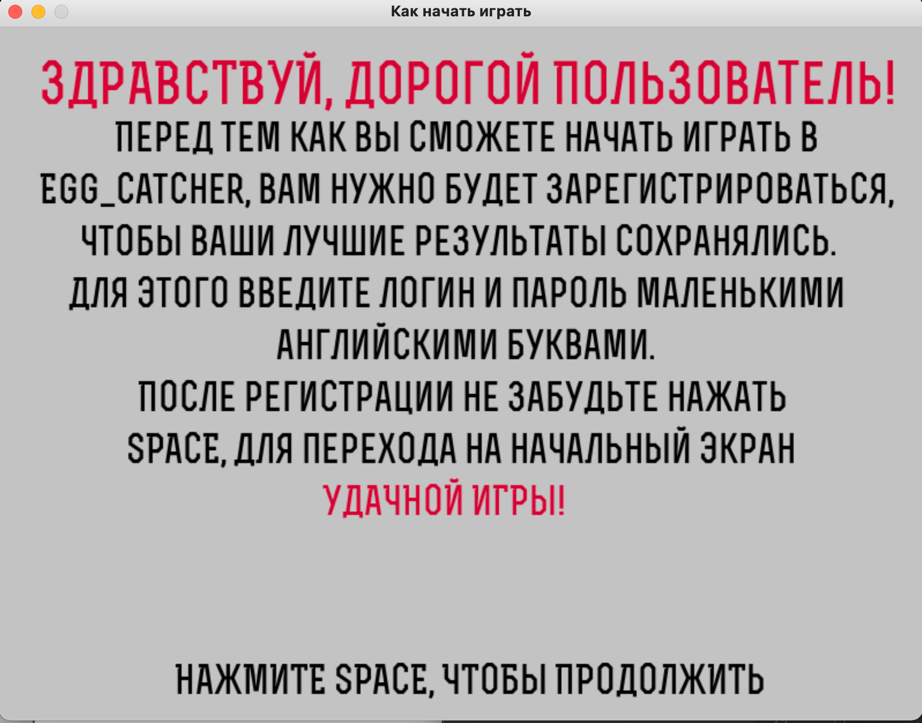 Как начать играть
ЗДРАВСТВУЙ, ДОРОГОЙ ПОЛЬЗОВАТЕЛЬ!
ПЕРЕД ТЕМ КАК ВЫ СМОЖЕТЕ НАЧАТЬ ИГРАТЬ В
EGG_CATCHER, ВАМ НУЖНО БУДЕТ ЗАРЕГИСТРИРОВАТЬСЯ,
ЧТОБЫ ВАШИ ЛУЧШИЕ РЕЗУЛЬТАТЫ СОХРАНЯЛИСЬ.
ДЛЯ ЭТОГО ВВЕДИТЕ ЛОГИН И ПАРОЛЬ МАЛЕНЬКИМИ
АНГЛИЙСКИМИ БУКВАМИ.
ПОСЛЕ РЕГИСТРАЦИИ НЕ ЗАБУДЬТЕ НАЖАТЬ
SPACE, ДЛЯ ПЕРЕХОДА НА НАЧАЛЬНЫЙ ЭКРАН
УДАЧНОЙ ИГРЫ!
НАЖМИТЕ SPACE, ЧТОБЫ ПРОДОЛЖИТЬ